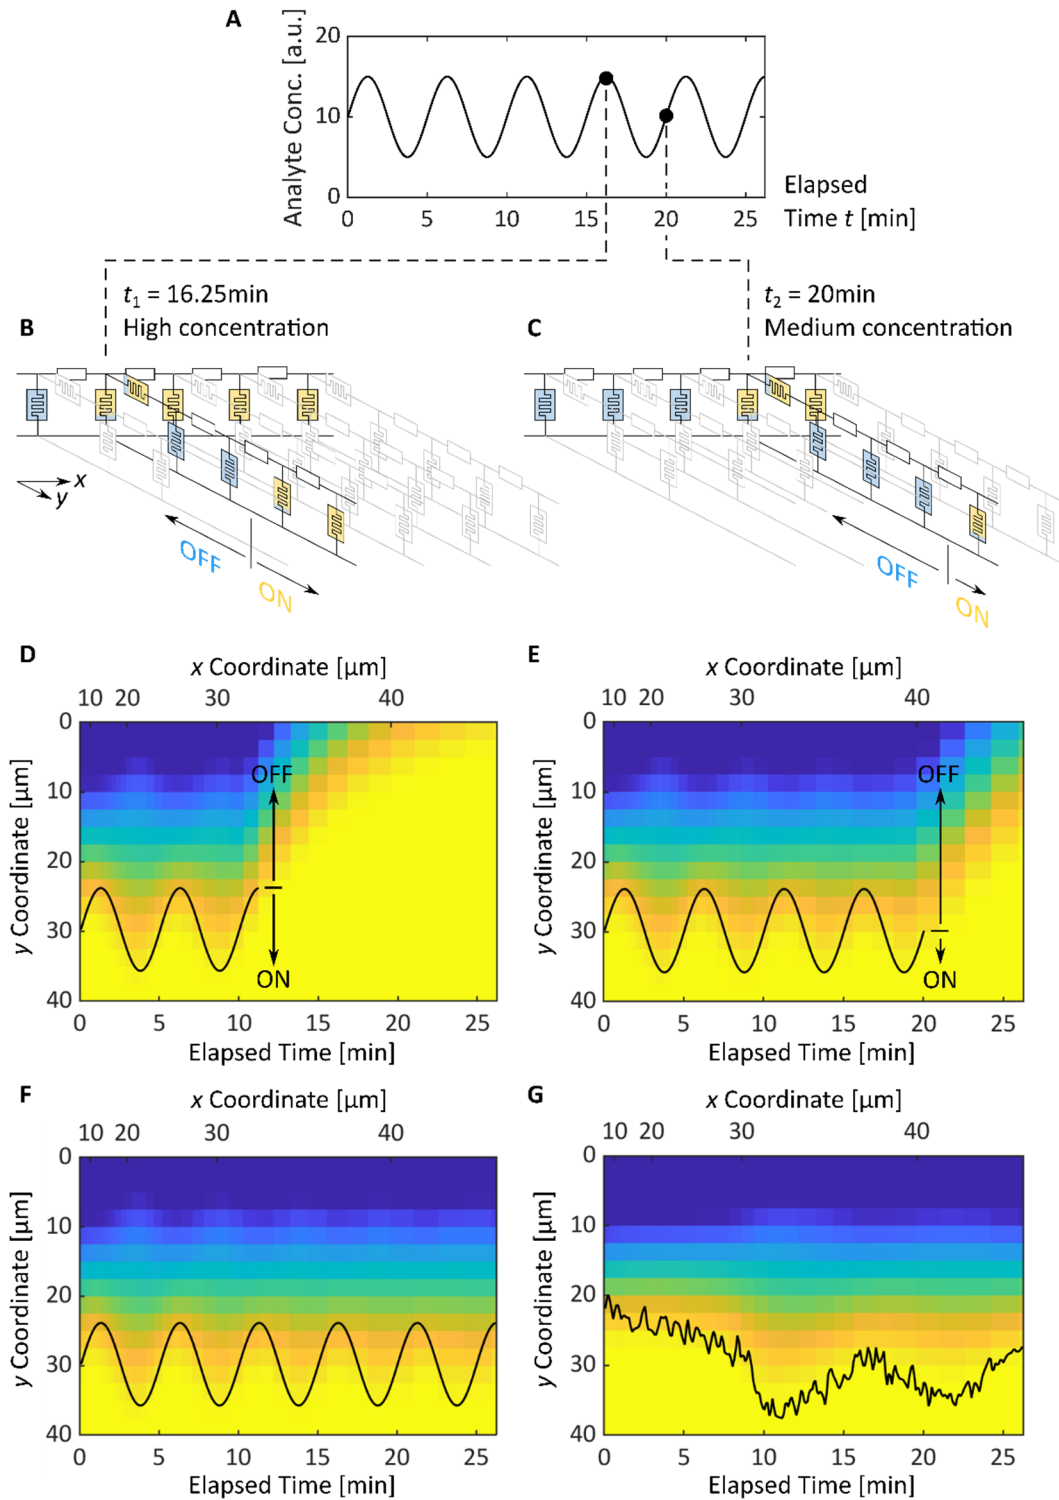 A
Analyte Conc. [a.u.]
20
10
0
0 5 10 15 20 25
Elapsed
Time t [min]
t1 = 16.25min
B High concentration
t2 = 20min
C Medium concentration
x
y
OFF
ON
OFF
ON
D
x Coordinate [µm]
10 20 30 40
y Coordinate [µm]
0
10
20
30
40
OFF
ON
0 5 10 15 20 25
Elapsed Time [min]
E
x Coordinate [µm]
10 20 30 40
y Coordinate [µm]
0
10
20
30
40
OFF
ON
0 5 10 15 20 25
Elapsed Time [min]
F
x Coordinate [µm]
10 20 30 40
y Coordinate [µm]
0
10
20
30
40
0 5 10 15 20 25
Elapsed Time [min]
G
x Coordinate [µm]
10 20 30 40
y Coordinate [µm]
0
10
20
30
40
0 5 10 15 20 25
Elapsed Time [min]